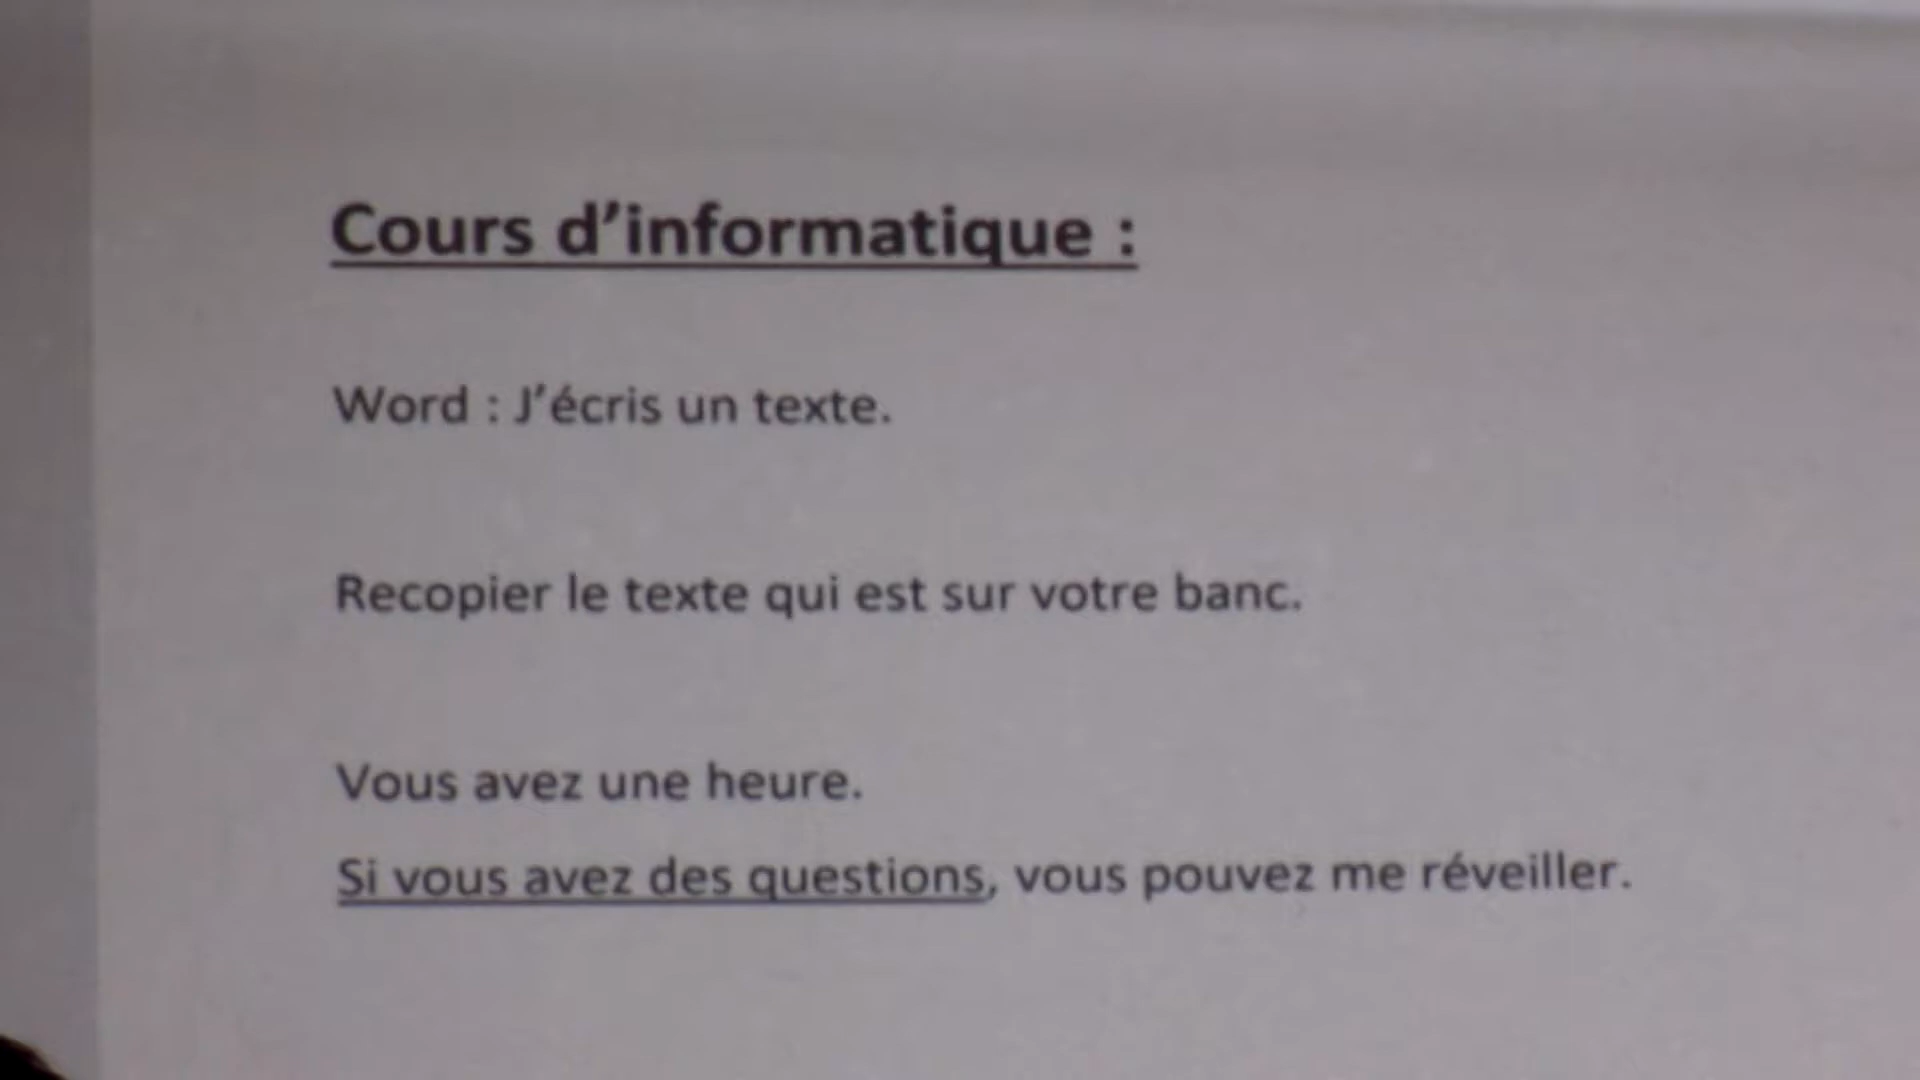 Cours d’informatique :
Word : J’écris un texte.
Recopier le texte qui est sur votre banc.
Vous avez une heure.
Si vous avez des questions, vous pouvez me réveiller.